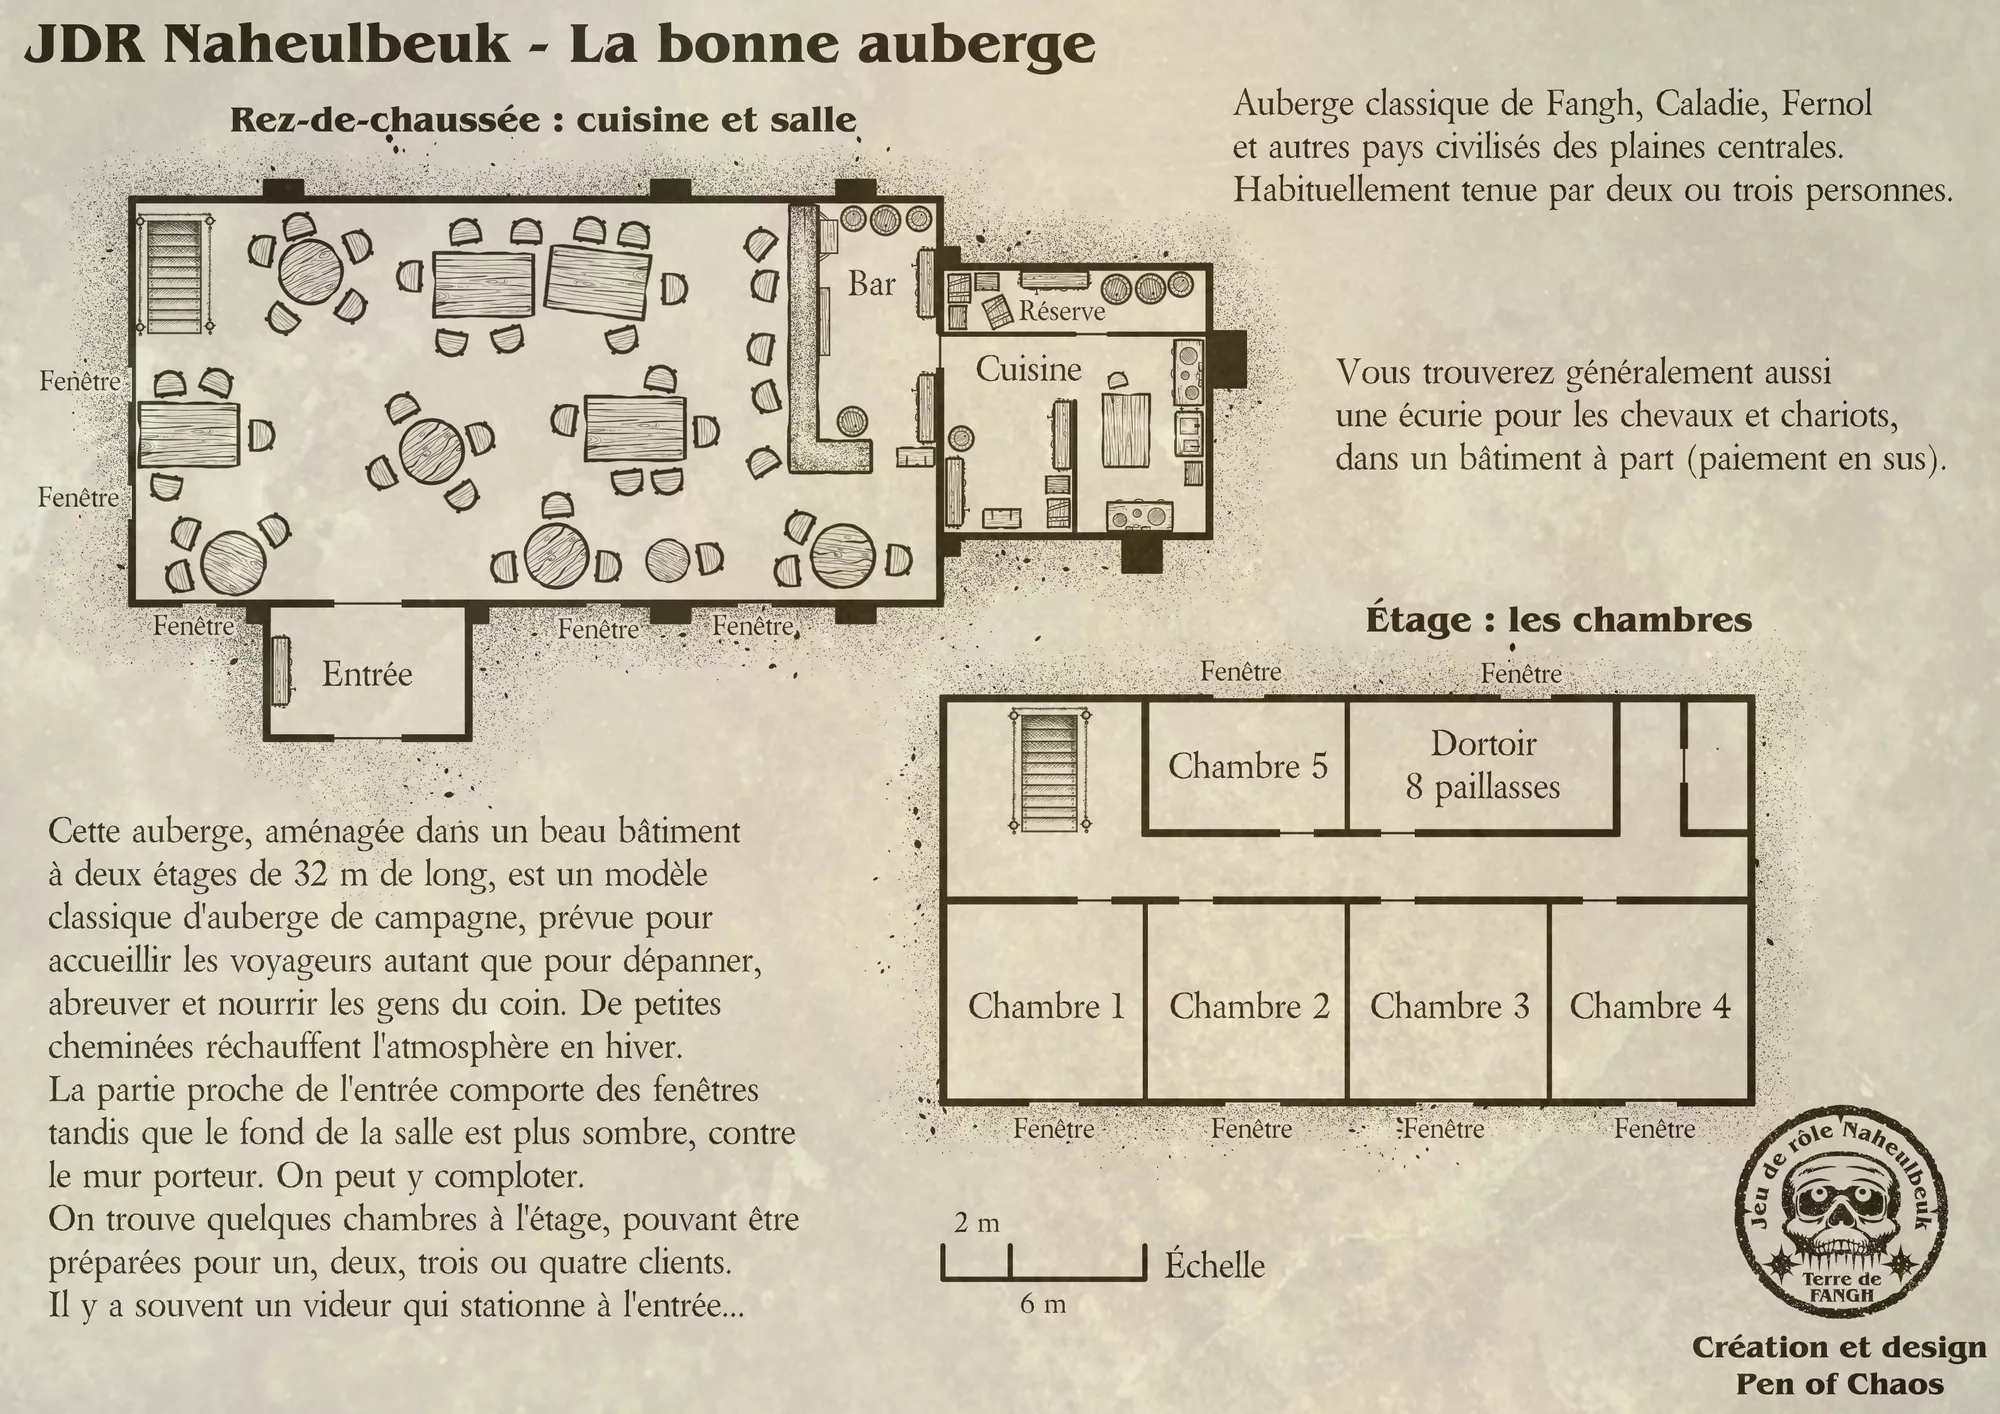 JDR Naheulbeuk - La bonne auberge
Rez-de-chaussée : cuisine et salle
Auberge classique de Fangh, Caladie, Fernol
et autres pays civilisés des plaines centrales.
Habituellement tenue par deux ou trois personnes.
Bar
Réserve
Cuisine
Fenêtre
Fenêtre
Vous trouverez généralement aussi
une écurie pour les chevaux et chariots,
dans un bâtiment à part (paiement en sus).
Fenêtre
Fenêtre
Fenêtre
Entrée
Étage : les chambres
Fenêtre
Fenêtre
Chambre 5
Dortoir
8 paillasses
Chambre 1
Chambre 2
Chambre 3
Chambre 4
Fenêtre
Fenêtre
Fenêtre
Fenêtre
Cette auberge, aménagée dans un beau bâtiment
à deux étages de 32 m de long, est un modèle
classique d'auberge de campagne, prévue pour
accueillir les voyageurs autant que pour dépanner,
abreuver et nourrir les gens du coin. De petites
cheminées réchauffent l'atmosphère en hiver.
La partie proche de l'entrée comporte des fenêtres
tandis que le fond de la salle est plus sombre, contre
le mur porteur. On peut y comploter.
On trouve quelques chambres à l'étage, pouvant être
préparées pour un, deux, trois ou quatre clients.
Il y a souvent un videur qui stationne à l'entrée...
2 m
Échelle
6 m
Jeu de rôle Naheulbeuk
Terre de
FANGH
Création et design
Pen of Chaos